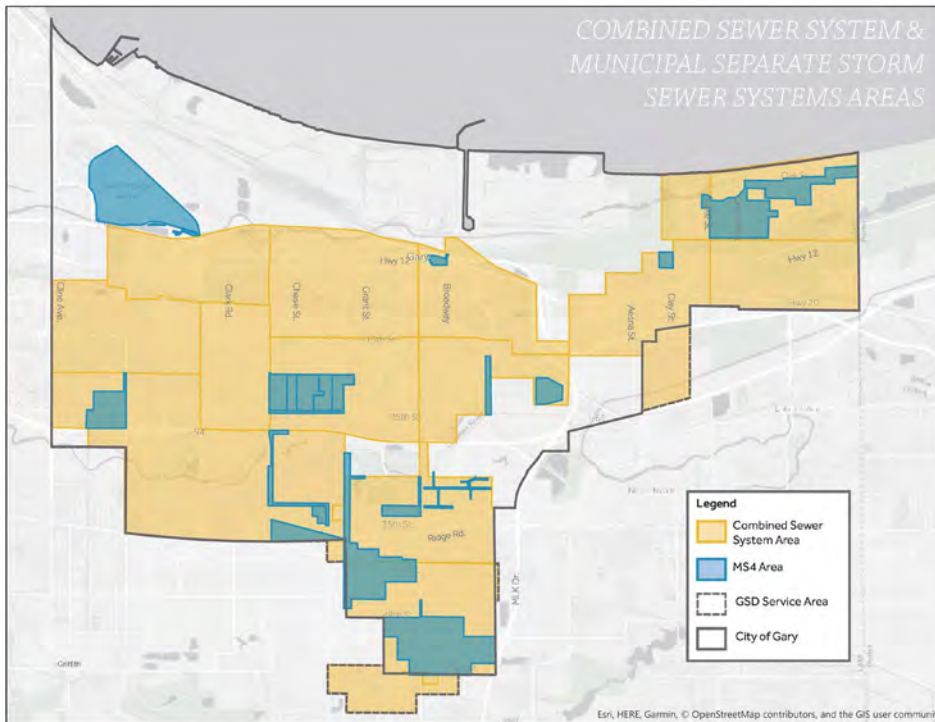 COMBINED SEWER SYSTEM &
MUNICIPAL SEPARATE STORM
SEWER SYSTEMS AREAS
Hwy 12
Hwy 12
Hwy 20
Cline Ave.
Clark Rd.
Chase St.
Grant St.
Broadway
Aetna St.
Clay St.
15th St.
25th St.
35th St.
Ridge Rd.
MLK Dr.
Griffith
Legend
Combined Sewer
System Area
MS4 Area
GSD Service Area
City of Gary
Esri, HERE, Garmin, © OpenStreetMap contributors, and the GIS user communi